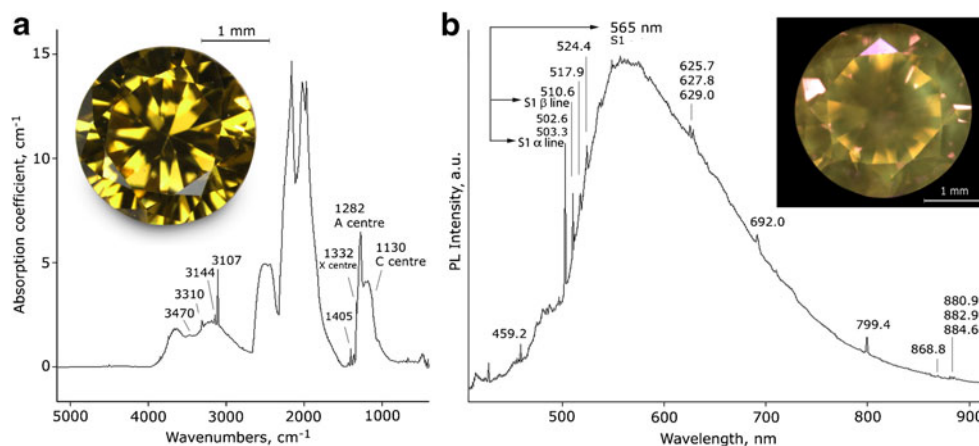 a
1 mm
15
10
5
0
Absorption coefficient, cm-1
3470
3310
3144
3107
1405
1332
X centre
1282
A centre
1130
C centre
5000 4000 3000 2000 1000
Wavenumbers, cm-1
b
565 nm
S1
524.4
517.9
510.6
S1 β line
502.6
503.3
S1 α line
459.2
625.7
627.8
629.0
692.0
799.4
868.8
880.9
882.9
884.6
1 mm
PL Intensity, a.u.
500 600 700 800 900
Wavelength, nm